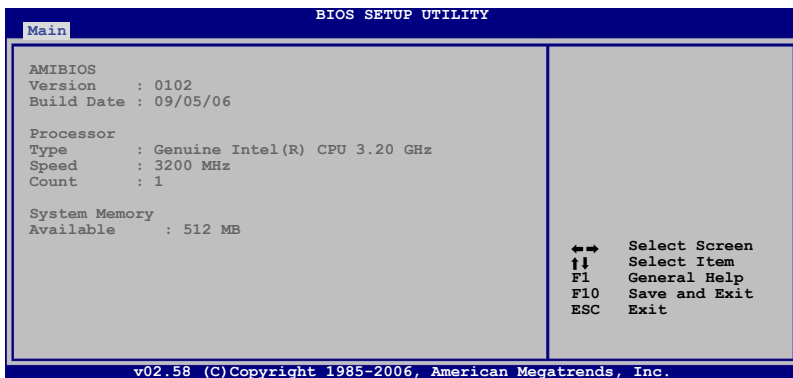 BIOS SETUP UTILITY
Main
AMIBIOS
Version : 0102
Build Date : 09/05/06
Processor
Type : Genuine Intel(R) CPU 3.20 GHz
Speed : 3200 MHz
Count : 1
System Memory
Available : 512 MB
←→ Select Screen
↑↓ Select Item
F1 General Help
F10 Save and Exit
ESC Exit
v02.58 (C)Copyright 1985-2006, American Megatrends, Inc.